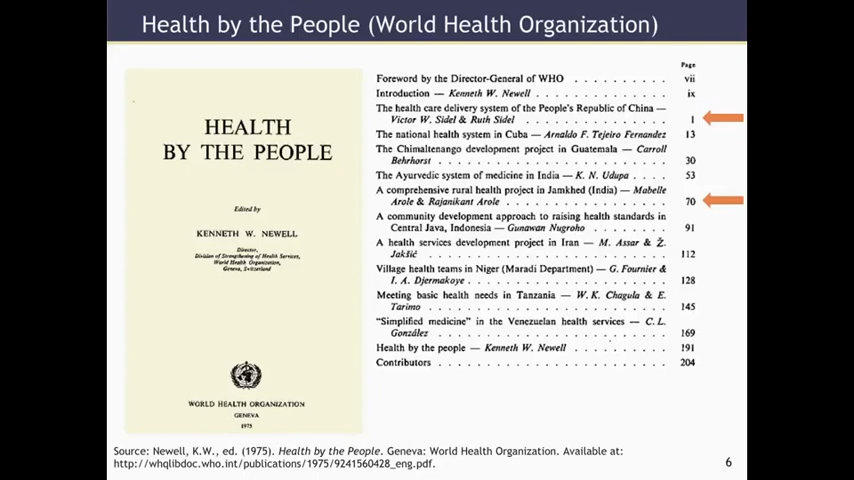 Health by the People (World Health Organization)
HEALTH
BY THE PEOPLE
Edited by
KENNETH W. NEWELL
Director,
Division of Strengthening of Health Services,
World Health Organization,
Geneva, Switzerland
WORLD HEALTH ORGANIZATION
GENEVA
1975
Page
Foreword by the Director-General of WHO . . . . . . . . . . vii
Introduction — Kenneth W. Newell . . . . . . . . . . . . . ix
The health care delivery system of the People's Republic of China —
Victor W. Sidel & Ruth Sidel . . . . . . . . . . . . . 1
The national health system in Cuba — Arnaldo F. Tejeiro Fernandez 13
The Chimaltenango development project in Guatemala — Carroll
Behrhorst . . . . . . . . . . . . . . . . . . . . . 30
The Ayurvedic system of medicine in India — K. N. Udupa . . . . 53
A comprehensive rural health project in Jamkhed (India) — Mabelle
Arole & Rajanikant Arole . . . . . . . . . . . . . . 70
A community development approach to raising health standards in
Central Java, Indonesia — Gunawan Nugroho . . . . . . . . 91
A health services development project in Iran — M. Assar & Ž.
Jakšić . . . . . . . . . . . . . . . . . . . . . . 112
Village health teams in Niger (Maradi Department) — G. Fournier &
I. A. Djermakoye . . . . . . . . . . . . . . . . . . 128
Meeting basic health needs in Tanzania — W. K. Chagula & E.
Tarimo . . . . . . . . . . . . . . . . . . . . . . 145
"Simplified medicine" in the Venezuelan health services — C. L.
González . . . . . . . . . . . . . . . . . . . . . 169
Health by the people — Kenneth W. Newell . . . . . . . . . . 191
Contributors . . . . . . . . . . . . . . . . . . . . . 204
Source: Newell, K.W., ed. (1975). Health by the People. Geneva: World Health Organization. Available at:
http://whqlibdoc.who.int/publications/1975/9241560428_eng.pdf.
6